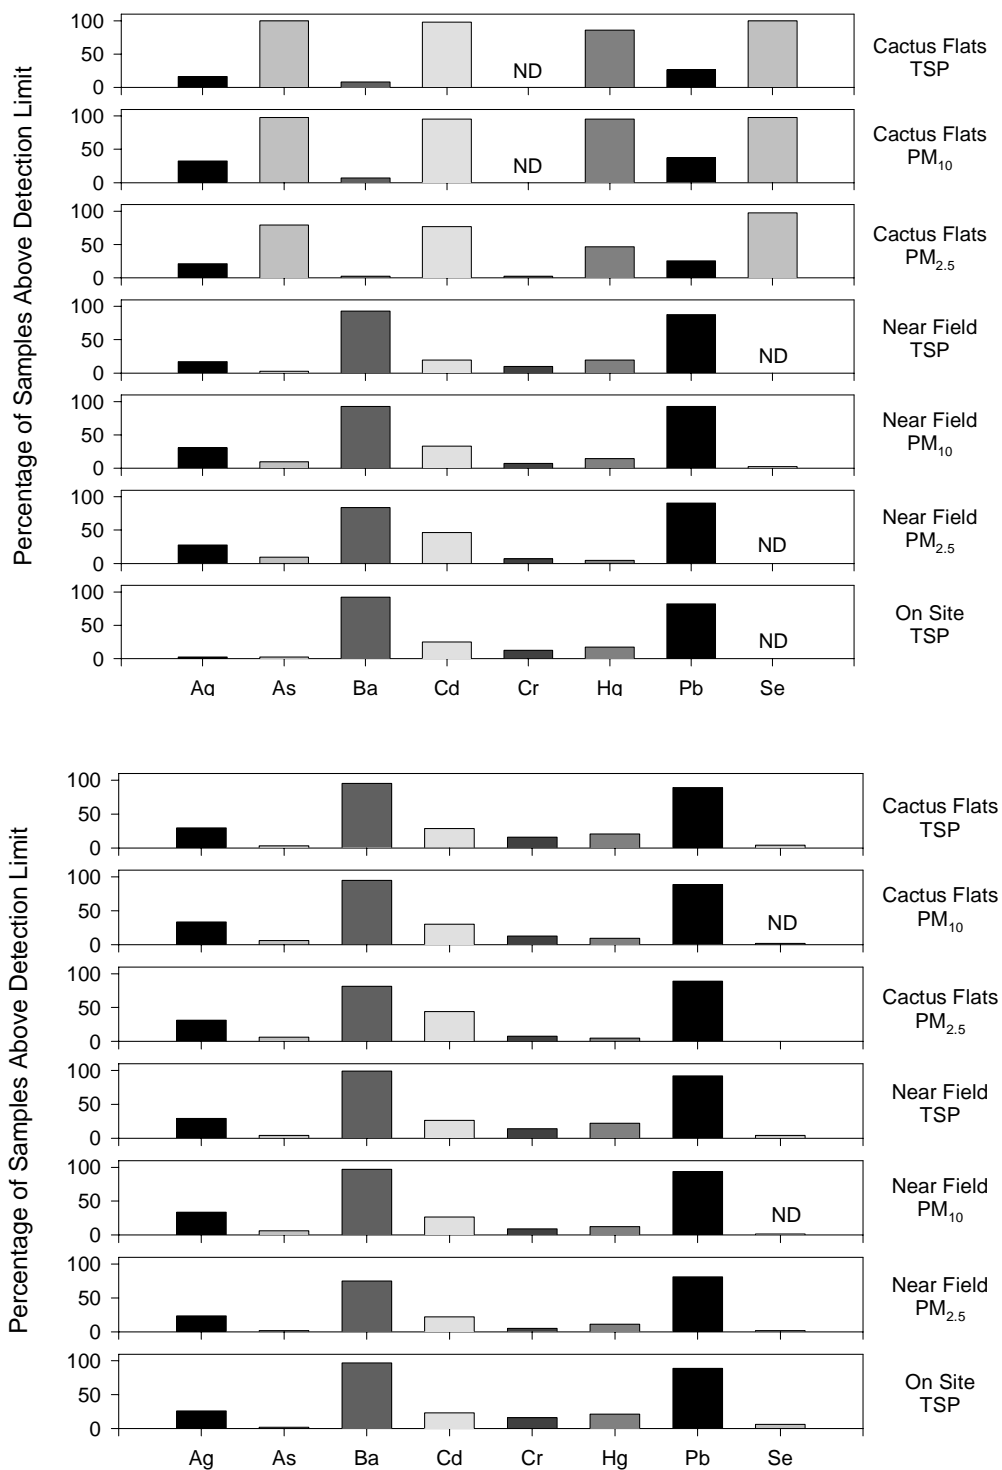 Percentage of Samples Above Detection Limit
100
50
0
ND
Cactus Flats
TSP
100
50
0
ND
Cactus Flats
PM10
100
50
0
Cactus Flats
PM2.5
100
50
0
ND
Near Field
TSP
100
50
0
Near Field
PM10
100
50
0
ND
Near Field
PM2.5
100
50
0
ND
On Site
TSP
Ag As Ba Cd Cr Hg Pb Se
Percentage of Samples Above Detection Limit
100
50
0
Cactus Flats
TSP
100
50
0
ND
Cactus Flats
PM10
100
50
0
Cactus Flats
PM2.5
100
50
0
Near Field
TSP
100
50
0
ND
Near Field
PM10
100
50
0
Near Field
PM2.5
100
50
0
On Site
TSP
Ag As Ba Cd Cr Hg Pb Se